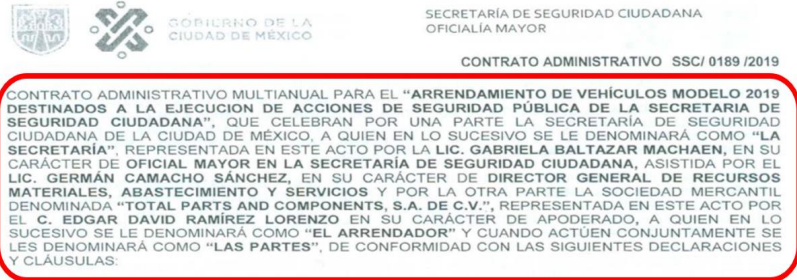 GOBIERNO DE LA
CIUDAD DE MÉXICO
SECRETARÍA DE SEGURIDAD CIUDADANA
OFICIALÍA MAYOR
CONTRATO ADMINISTRATIVO SSC/ 0189 /2019
CONTRATO ADMINISTRATIVO MULTIANUAL PARA EL “ARRENDAMIENTO DE VEHÍCULOS MODELO 2019
DESTINADOS A LA EJECUCION DE ACCIONES DE SEGURIDAD PÚBLICA DE LA SECRETARIA DE
SEGURIDAD CIUDADANA”, QUE CELEBRAN POR UNA PARTE LA SECRETARÍA DE SEGURIDAD
CIUDADANA DE LA CIUDAD DE MÉXICO, A QUIEN EN LO SUCESIVO SE LE DENOMINARÁ COMO “LA
SECRETARÍA”, REPRESENTADA EN ESTE ACTO POR LA LIC. GABRIELA BALTAZAR MACHAEN, EN SU
CARÁCTER DE OFICIAL MAYOR EN LA SECRETARÍA DE SEGURIDAD CIUDADANA, ASISTIDA POR EL
LIC. GERMÁN CAMACHO SÁNCHEZ, EN SU CARÁCTER DE DIRECTOR GENERAL DE RECURSOS
MATERIALES, ABASTECIMIENTO Y SERVICIOS Y POR LA OTRA PARTE LA SOCIEDAD MERCANTIL
DENOMINADA “TOTAL PARTS AND COMPONENTS, S.A. DE C.V.”, REPRESENTADA EN ESTE ACTO POR
EL C. EDGAR DAVID RAMÍREZ LORENZO EN SU CARÁCTER DE APODERADO, A QUIEN EN LO
SUCESIVO SE LE DENOMINARÁ COMO “EL ARRENDADOR” Y CUANDO ACTÚEN CONJUNTAMENTE SE
LES DENOMINARÁ COMO “LAS PARTES”, DE CONFORMIDAD CON LAS SIGUIENTES DECLARACIONES
Y CLÁUSULAS: